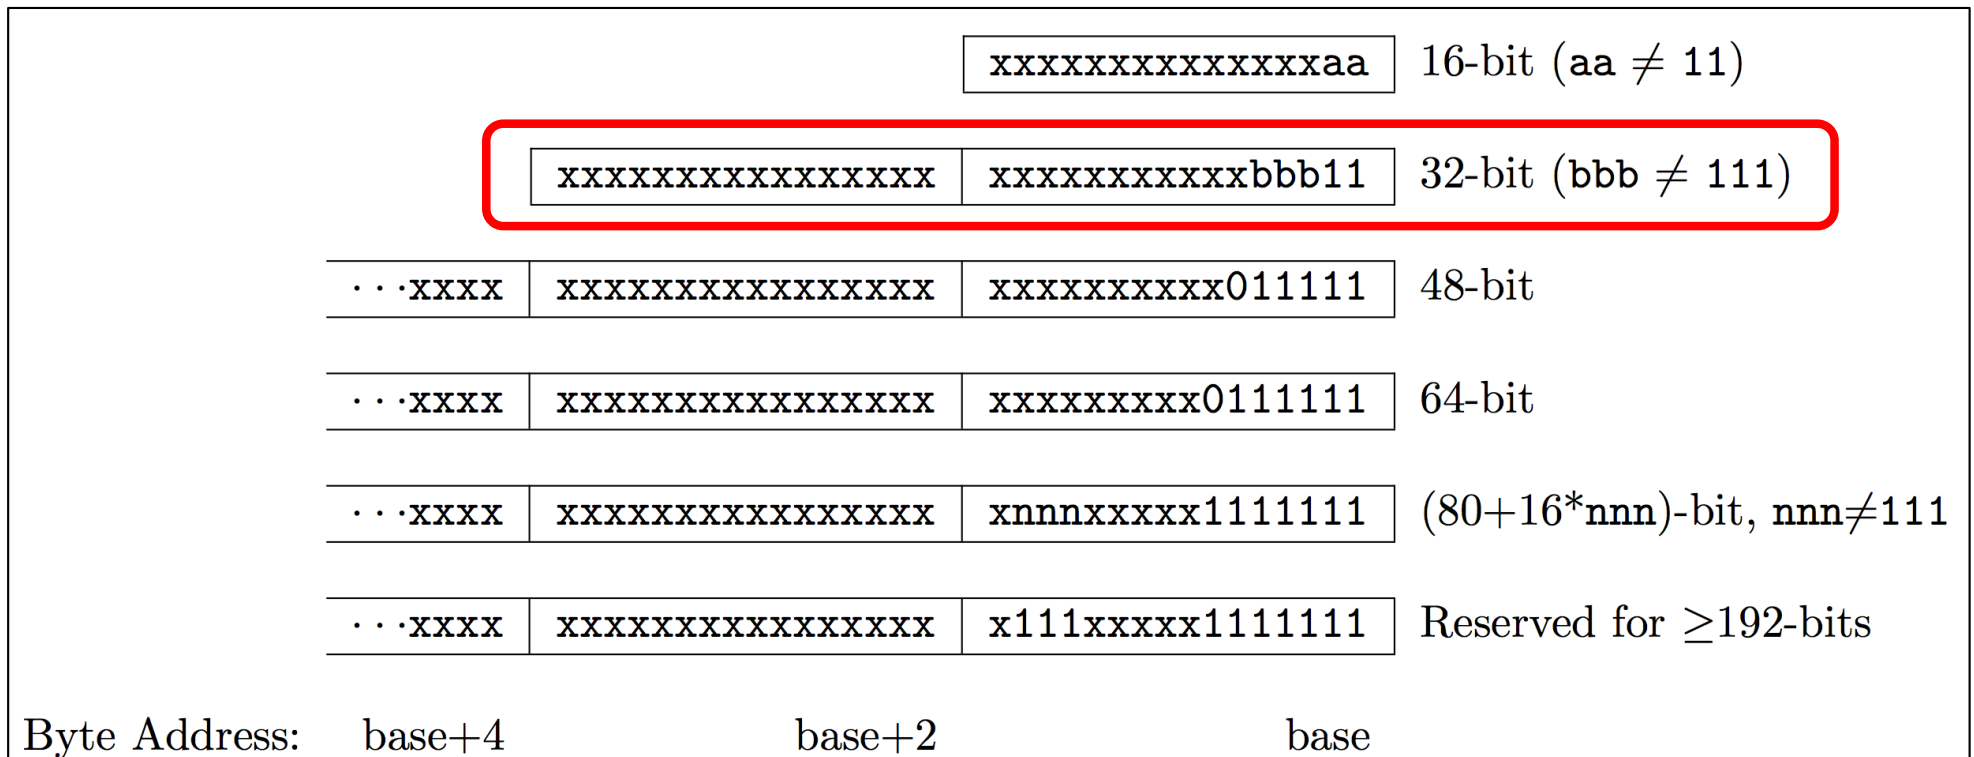 xxxxxxxxxxxxxxaa 16-bit (aa ≠ 11)
xxxxxxxxxxxxxxxx xxxxxxxxxxxbbb11 32-bit (bbb ≠ 111)
···xxxx xxxxxxxxxxxxxxxx xxxxxxxxxx011111 48-bit
···xxxx xxxxxxxxxxxxxxxx xxxxxxxxx0111111 64-bit
···xxxx xxxxxxxxxxxxxxxx xnnnxxxxx1111111 (80+16*nnn)-bit, nnn≠111
···xxxx xxxxxxxxxxxxxxxx x111xxxxx1111111 Reserved for ≥192-bits
Byte Address: base+4 base+2 base